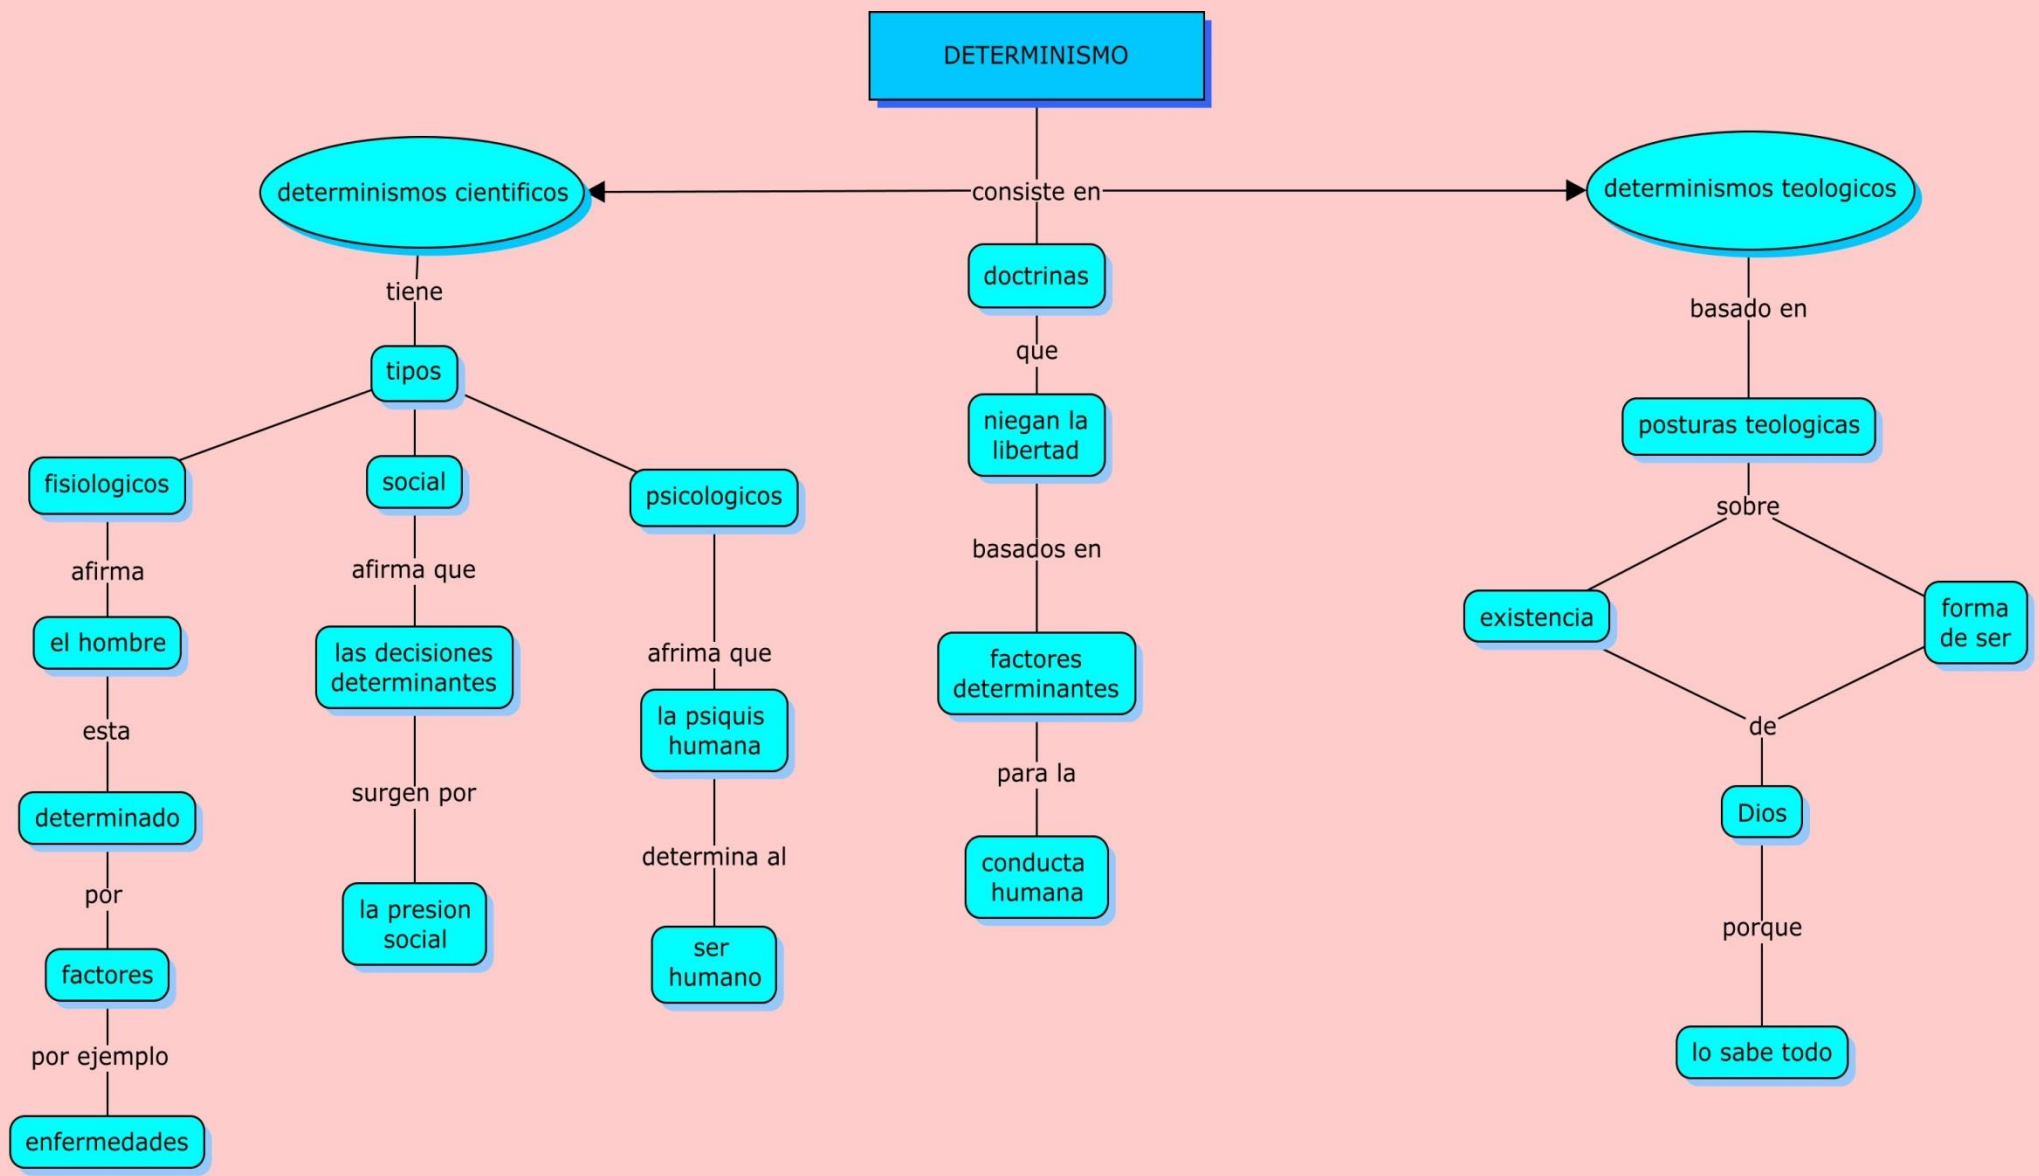 DETERMINISMO
consiste en
determinismos cientificos
tiene
tipos
fisiologicos
afirma
el hombre
esta
determinado
por
factores
por ejemplo
enfermedades
social
afirma que
las decisiones
determinantes
surgen por
la presion
social
psicologicos
afrima que
la psiquis
humana
determina al
ser
humano
doctrinas
que
niegan la
libertad
basados en
factores
determinantes
para la
conducta
humana
determinismos teologicos
basado en
posturas teologicas
sobre
existencia
forma
de ser
de
Dios
porque
lo sabe todo